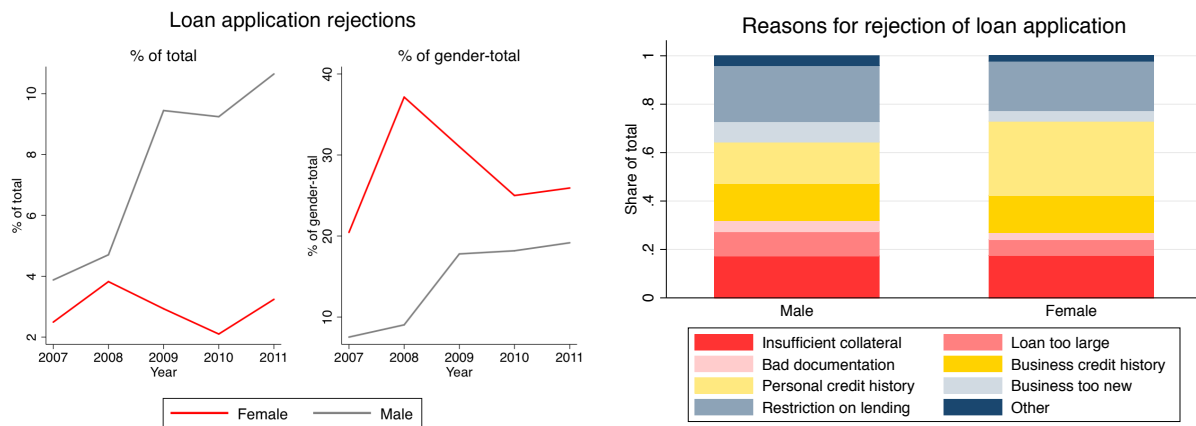 Loan application rejections
% of total
% of gender-total
% of total
10
8
6
4
2
2007 2008 2009 2010 2011
Year
% of gender-total
40
30
20
10
2007 2008 2009 2010 2011
Year
Female Male
Reasons for rejection of loan application
Share of total
1
.8
.6
.4
.2
0
Male Female
Insufficient collateral Loan too large
Bad documentation Business credit history
Personal credit history Business too new
Restriction on lending Other